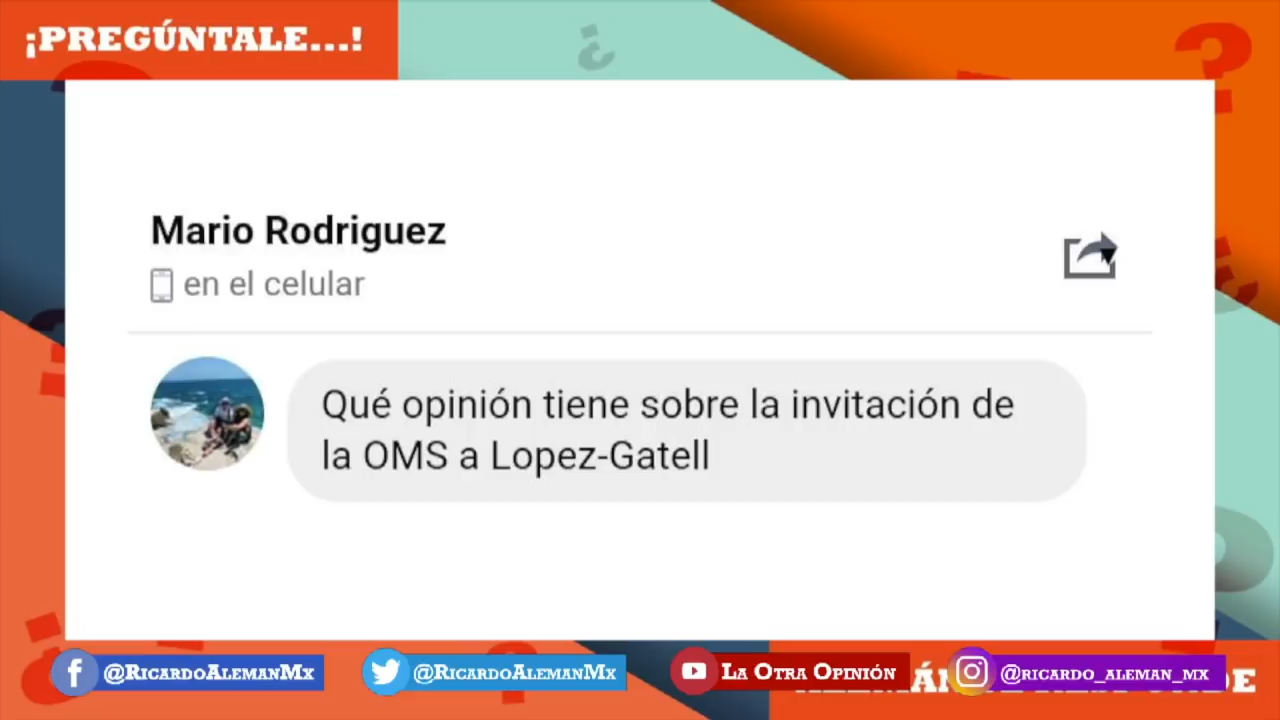 ¡PREGÚNTALE...!
Mario Rodriguez
en el celular
Qué opinión tiene sobre la invitación de
la OMS a Lopez-Gatell
@RicardoAlemanMx
@RicardoAlemanMx
La Otra Opinión
@ricardo_aleman_mx